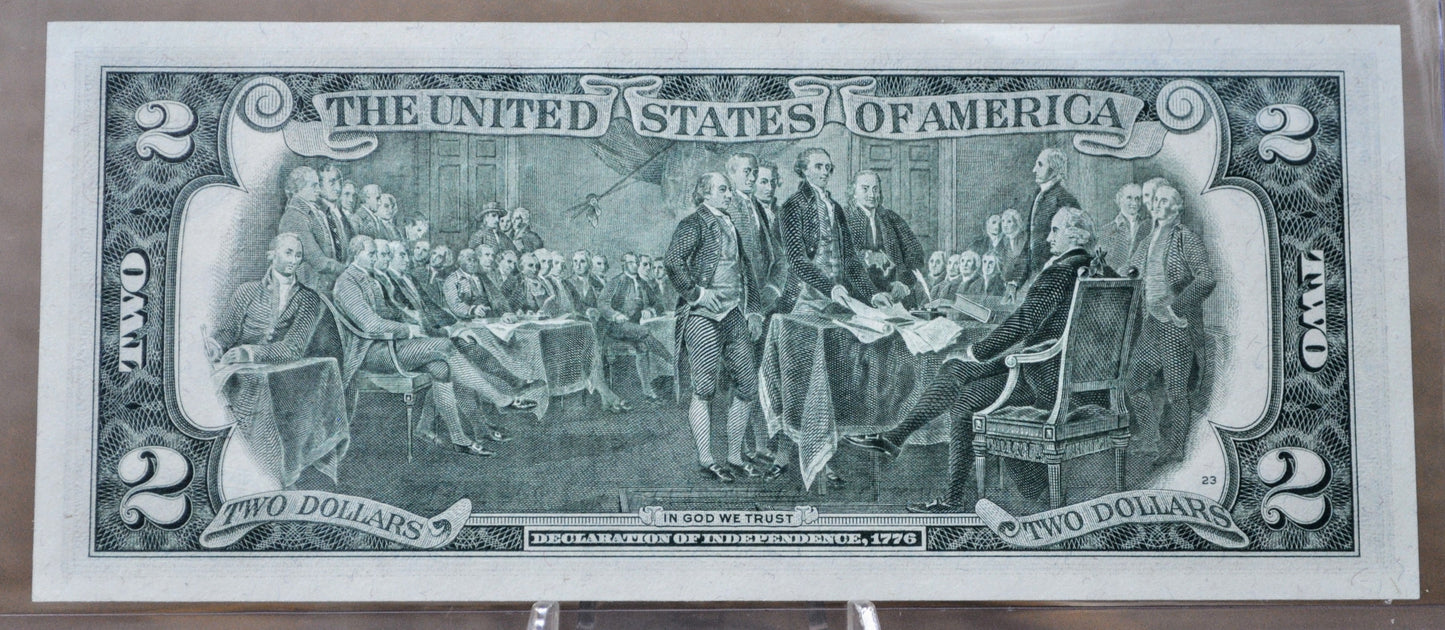 2 THE UNITED STATES OF AMERICA 2
TWO TWO
23
2 TWO DOLLARS IN GOD WE TRUST TWO DOLLARS 2
DECLARATION OF INDEPENDENCE, 1776